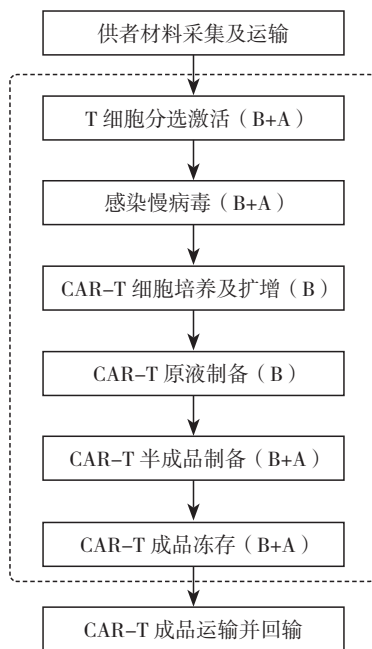 供者材料采集及运输
T 细胞分选激活（B+A）
感染慢病毒（B+A）
CAR–T 细胞培养及扩增（B）
CAR–T 原液制备（B）
CAR–T 半成品制备（B+A）
CAR–T 成品冻存（B+A）
CAR–T 成品运输并回输